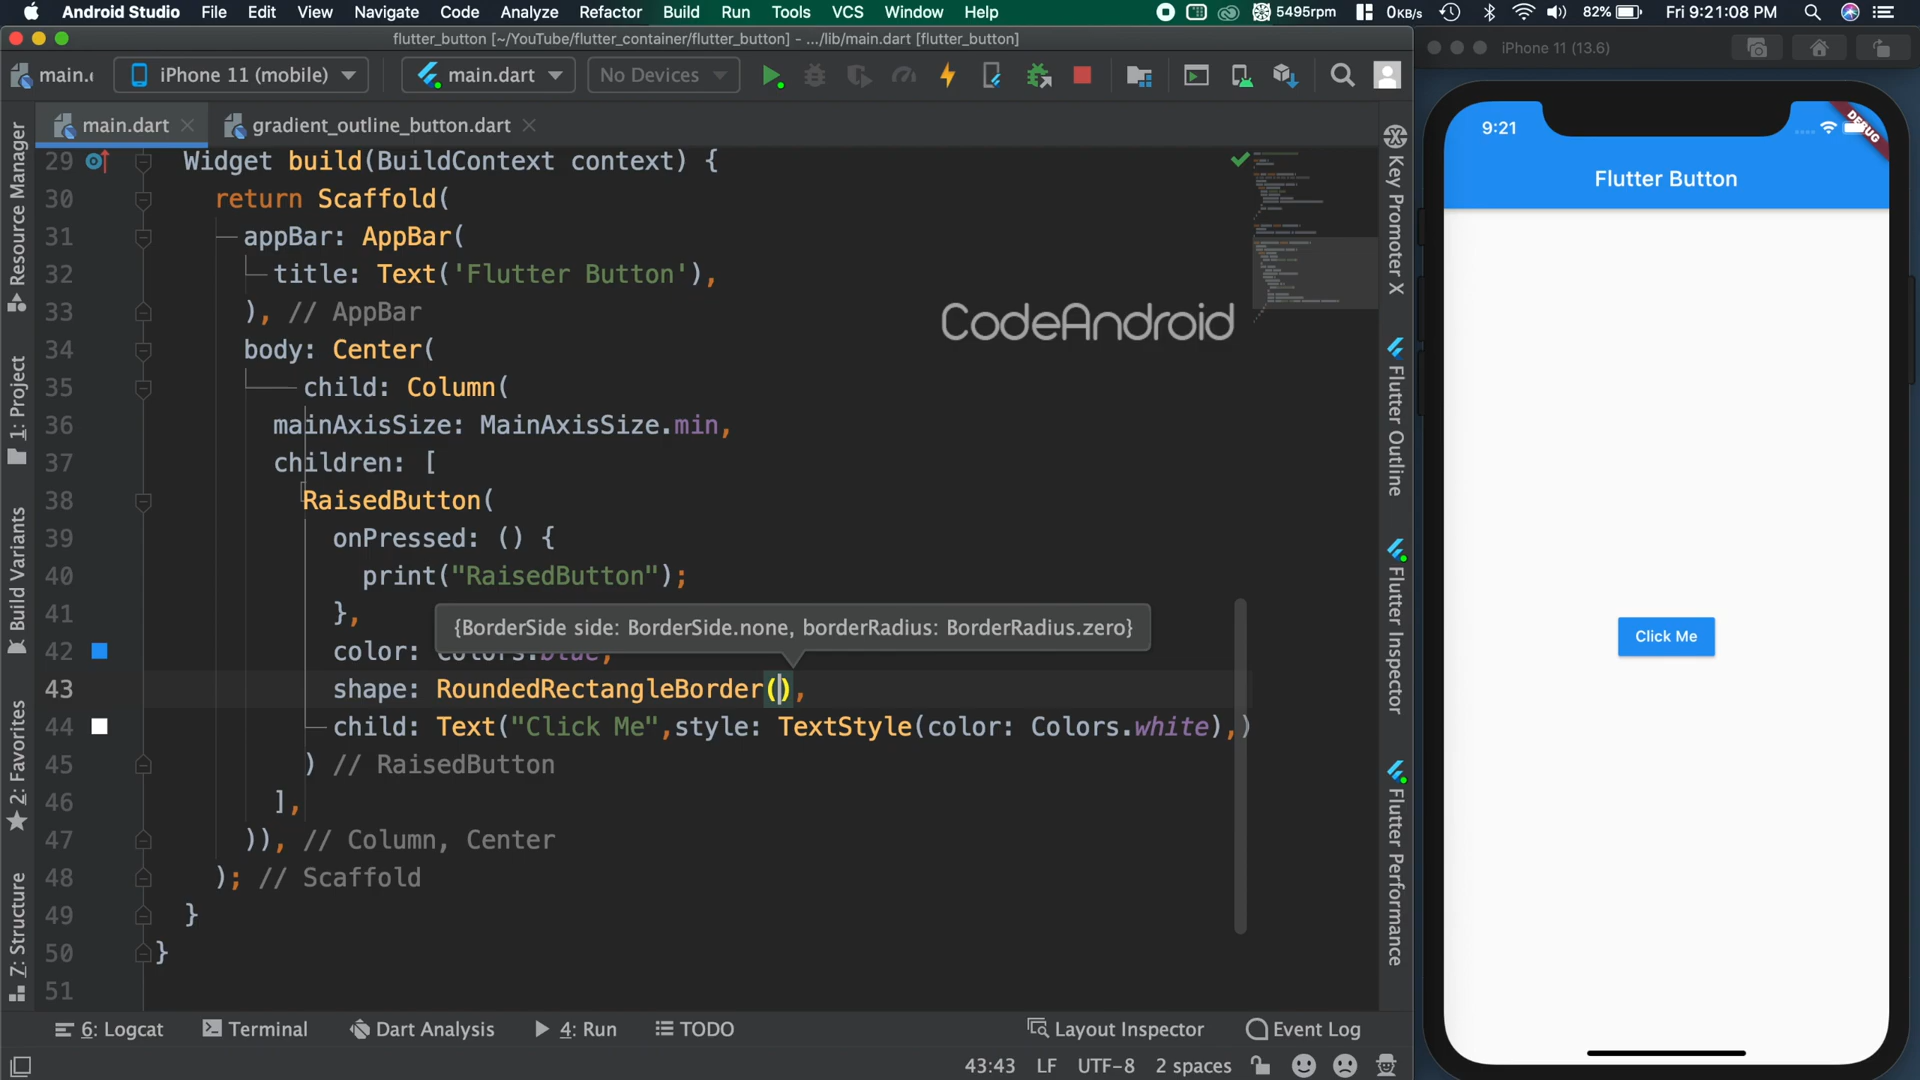 Android Studio File Edit View Navigate Code Analyze Refactor Build Run Tools VCS Window Help 5495rpm 0KB/s 82% Fri 9:21:08 PM
flutter_button [~/YouTube/flutter_container/flutter_button] - .../lib/main.dart [flutter_button]
main.( iPhone 11 (mobile) main.dart No Devices
main.dart gradient_outline_button.dart
29 Widget build(BuildContext context) {
30 return Scaffold(
31 appBar: AppBar(
32 title: Text('Flutter Button'),
33 ), // AppBar
34 body: Center(
35 child: Column(
36 mainAxisSize: MainAxisSize.min,
37 children: [
38 RaisedButton(
39 onPressed: () {
40 print("RaisedButton");
41 },
{BorderSide side: BorderSide.none, borderRadius: BorderRadius.zero}
42 color: Colors.blue,
43 shape: RoundedRectangleBorder(),
44 child: Text("Click Me",style: TextStyle(color: Colors.white),)
45 ) // RaisedButton
46 ],
47 )), // Column, Center
48 ); // Scaffold
49 }
50 }
51
CodeAndroid
Resource Manager
1: Project
Build Variants
2: Favorites
7: Structure
Key Promoter X
Flutter Outline
Flutter Inspector
Flutter Performance
6: Logcat Terminal Dart Analysis 4: Run TODO Layout Inspector Event Log
43:43 LF UTF-8 2 spaces
iPhone 11 (13.6)
9:21
DEBUG
Flutter Button
Click Me